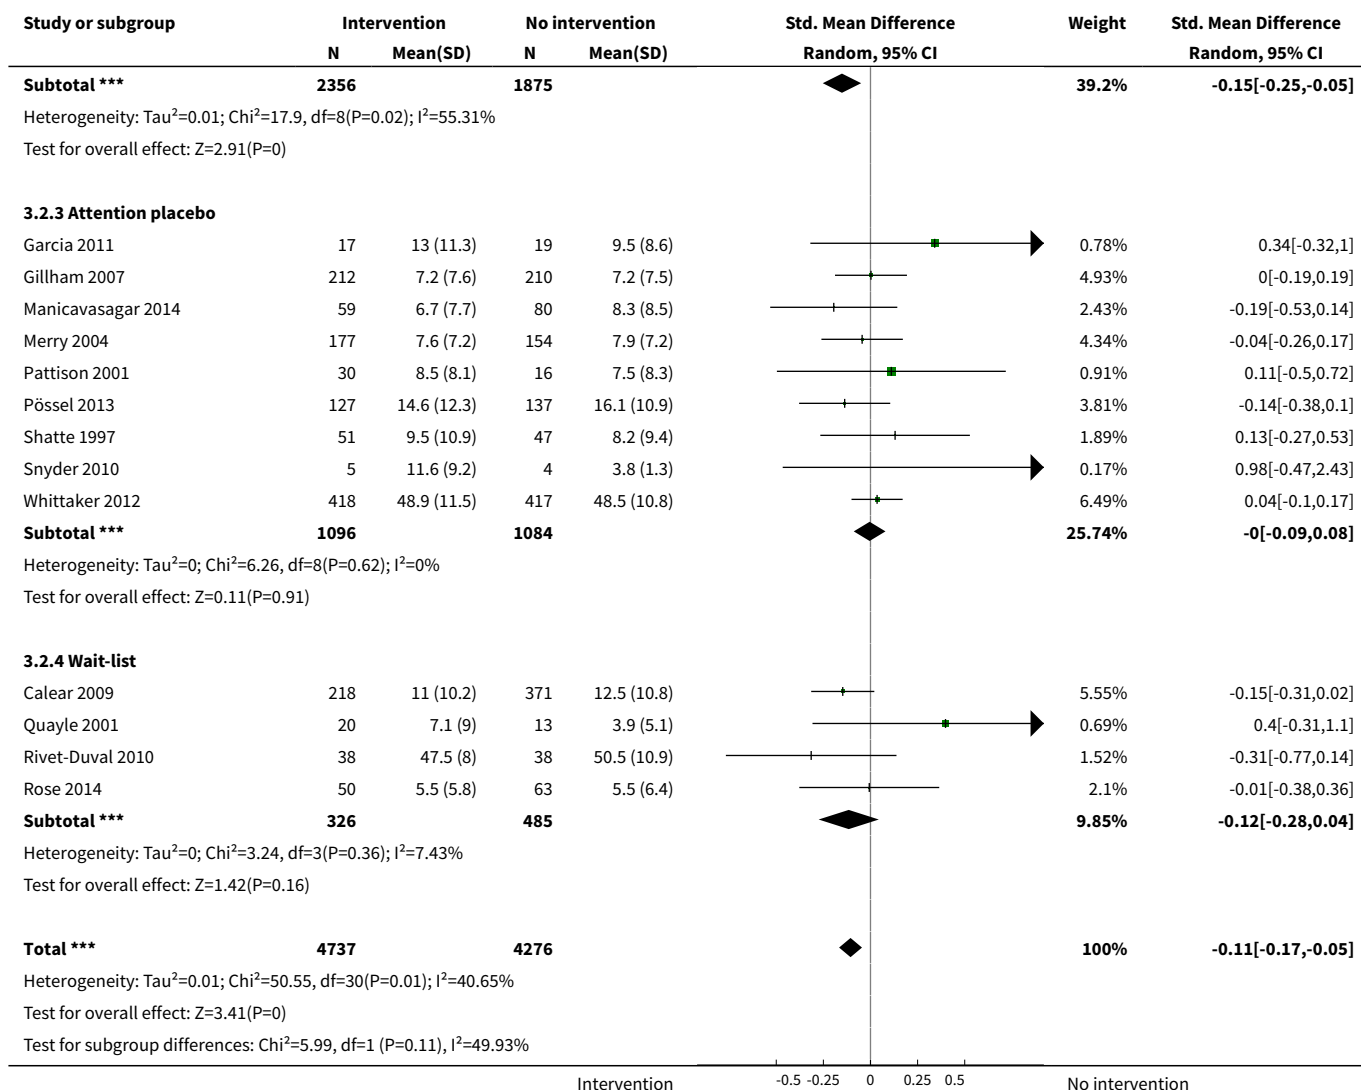 Study or subgroup Intervention No intervention Std. Mean Difference Weight Std. Mean Difference
N Mean(SD) N Mean(SD) Random, 95% CI Random, 95% CI
Subtotal *** 2356 1875 39.2% -0.15[-0.25,-0.05]
Heterogeneity: Tau²=0.01; Chi²=17.9, df=8(P=0.02); I²=55.31%
Test for overall effect: Z=2.91(P=0)
3.2.3 Attention placebo
Garcia 2011 17 13 (11.3) 19 9.5 (8.6) 0.78% 0.34[-0.32,1]
Gillham 2007 212 7.2 (7.6) 210 7.2 (7.5) 4.93% 0[-0.19,0.19]
Manicavasagar 2014 59 6.7 (7.7) 80 8.3 (8.5) 2.43% -0.19[-0.53,0.14]
Merry 2004 177 7.6 (7.2) 154 7.9 (7.2) 4.34% -0.04[-0.26,0.17]
Pattison 2001 30 8.5 (8.1) 16 7.5 (8.3) 0.91% 0.11[-0.5,0.72]
Pössel 2013 127 14.6 (12.3) 137 16.1 (10.9) 3.81% -0.14[-0.38,0.1]
Shatte 1997 51 9.5 (10.9) 47 8.2 (9.4) 1.89% 0.13[-0.27,0.53]
Snyder 2010 5 11.6 (9.2) 4 3.8 (1.3) 0.17% 0.98[-0.47,2.43]
Whittaker 2012 418 48.9 (11.5) 417 48.5 (10.8) 6.49% 0.04[-0.1,0.17]
Subtotal *** 1096 1084 25.74% -0[-0.09,0.08]
Heterogeneity: Tau²=0; Chi²=6.26, df=8(P=0.62); I²=0%
Test for overall effect: Z=0.11(P=0.91)
3.2.4 Wait-list
Calear 2009 218 11 (10.2) 371 12.5 (10.8) 5.55% -0.15[-0.31,0.02]
Quayle 2001 20 7.1 (9) 13 3.9 (5.1) 0.69% 0.4[-0.31,1.1]
Rivet-Duval 2010 38 47.5 (8) 38 50.5 (10.9) 1.52% -0.31[-0.77,0.14]
Rose 2014 50 5.5 (5.8) 63 5.5 (6.4) 2.1% -0.01[-0.38,0.36]
Subtotal *** 326 485 9.85% -0.12[-0.28,0.04]
Heterogeneity: Tau²=0; Chi²=3.24, df=3(P=0.36); I²=7.43%
Test for overall effect: Z=1.42(P=0.16)
Total *** 4737 4276 100% -0.11[-0.17,-0.05]
Heterogeneity: Tau²=0.01; Chi²=50.55, df=30(P=0.01); I²=40.65%
Test for overall effect: Z=3.41(P=0)
Test for subgroup differences: Chi²=5.99, df=1 (P=0.11), I²=49.93%
Intervention -0.5 -0.25 0 0.25 0.5 No intervention